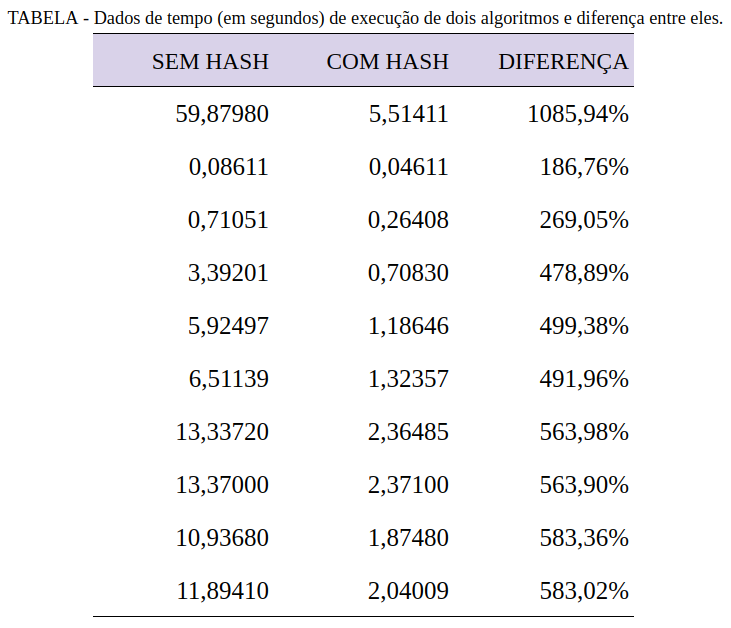 TABELA - Dados de tempo (em segundos) de execução de dois algoritmos e diferença entre eles.
SEM HASH COM HASH DIFERENÇA
59,87980 5,51411 1085,94%
0,08611 0,04611 186,76%
0,71051 0,26408 269,05%
3,39201 0,70830 478,89%
5,92497 1,18646 499,38%
6,51139 1,32357 491,96%
13,33720 2,36485 563,98%
13,37000 2,37100 563,90%
10,93680 1,87480 583,36%
11,89410 2,04009 583,02%